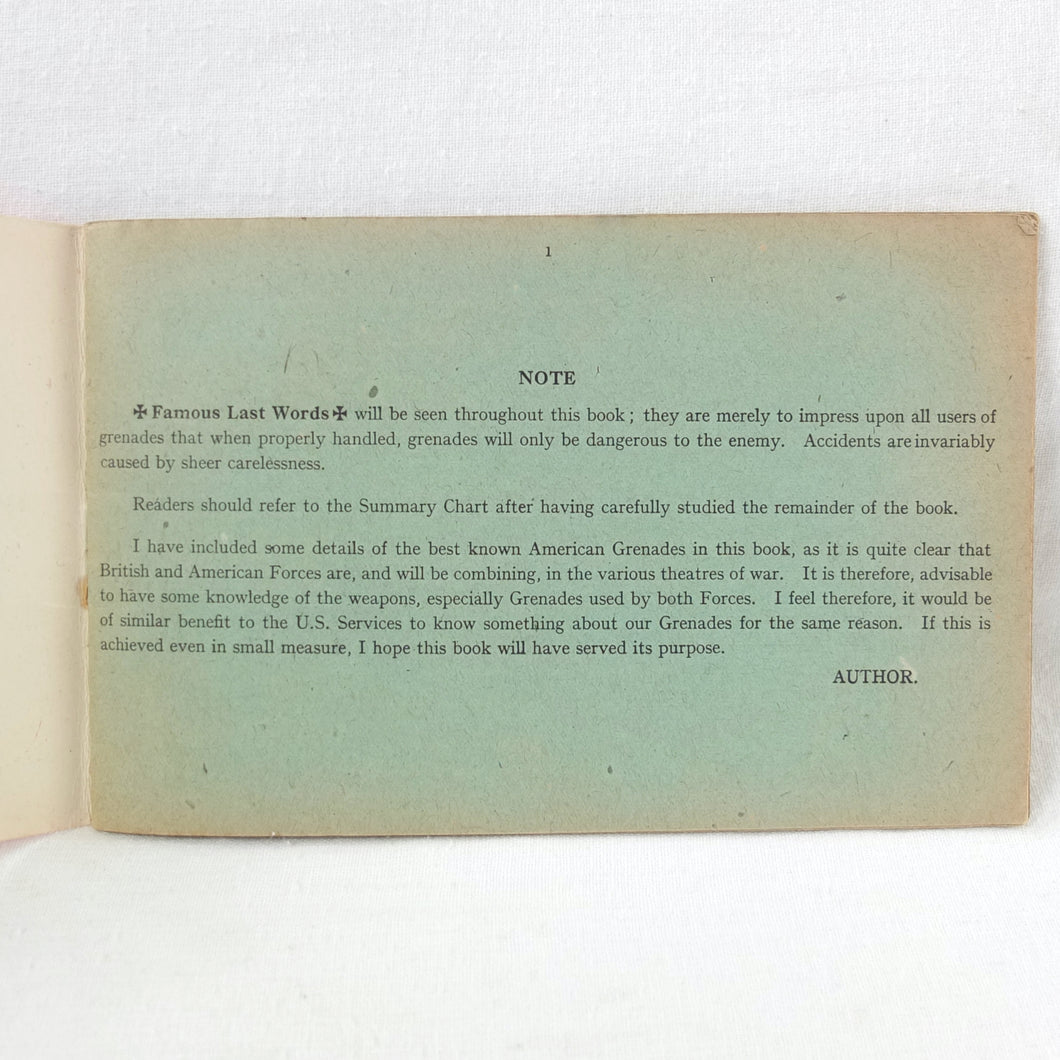 1
NOTE
✠Famous Last Words✠ will be seen throughout this book ; they are merely to impress upon all users of
grenades that when properly handled, grenades will only be dangerous to the enemy. Accidents are invariably
caused by sheer carelessness.
Readers should refer to the Summary Chart after having carefully studied the remainder of the book.
I have included some details of the best known American Grenades in this book, as it is quite clear that
British and American Forces are, and will be combining, in the various theatres of war. It is therefore, advisable
to have some knowledge of the weapons, especially Grenades used by both Forces. I feel therefore, it would be
of similar benefit to the U.S. Services to know something about our Grenades for the same reason. If this is
achieved even in small measure, I hope this book will have served its purpose.
AUTHOR.